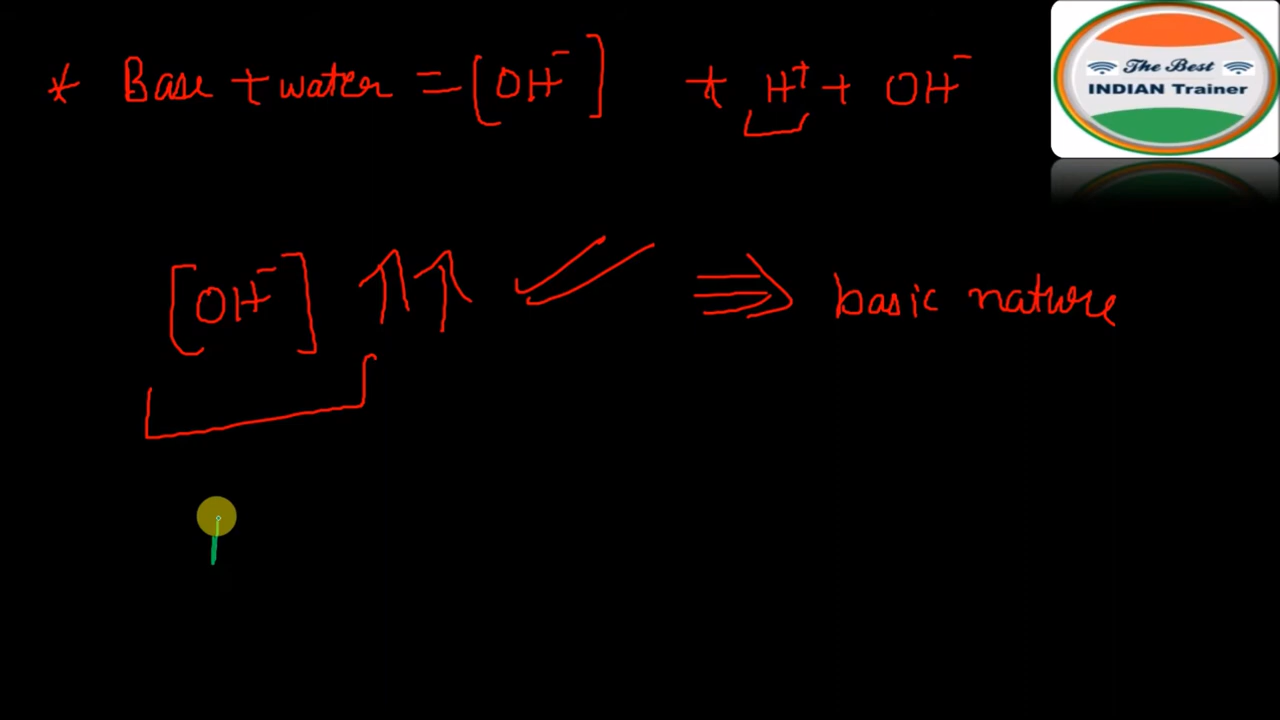 * Base + water = [OH⁻] * H⁺ + OH⁻
The Best
INDIAN Trainer
[OH⁻] ↑↑ ✓✓ ⇒ basic nature